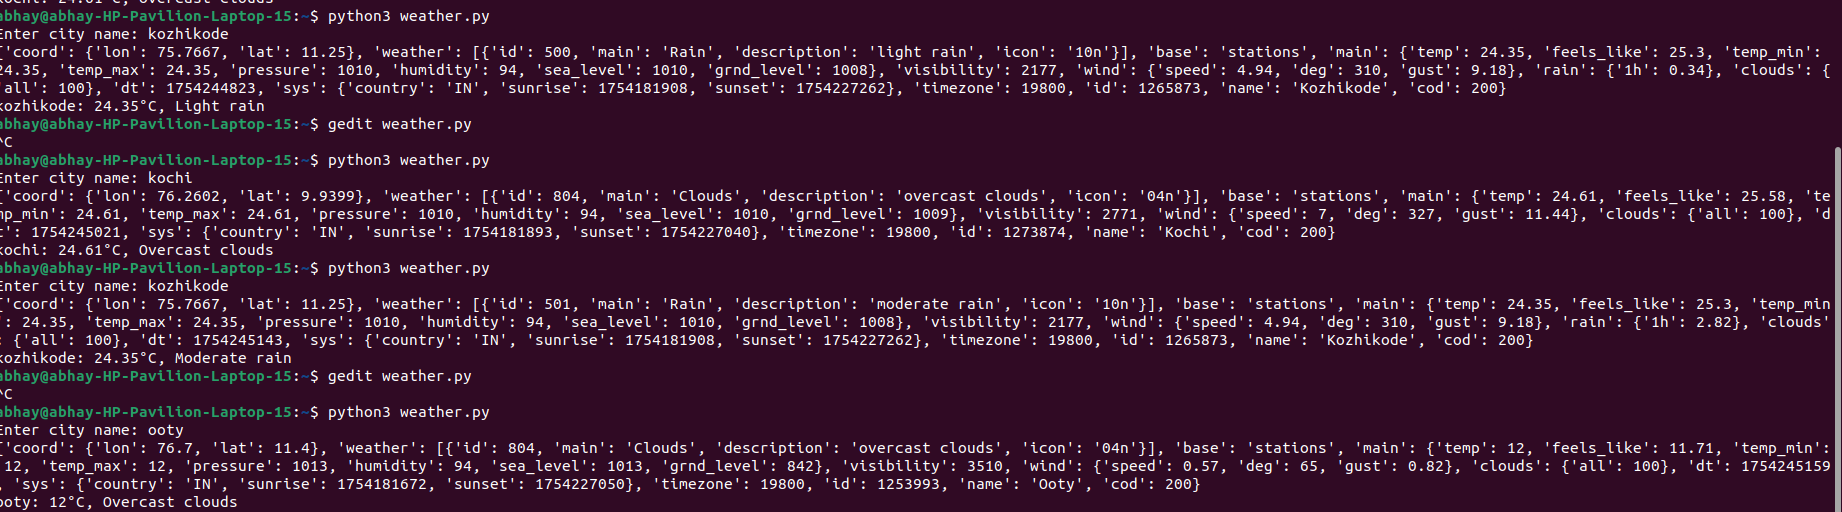 kochi: 24.61°C, Overcast clouds
abhay@abhay-HP-Pavilion-Laptop-15:~$ python3 weather.py
Enter city name: kozhikode
{'coord': {'lon': 75.7667, 'lat': 11.25}, 'weather': [{'id': 500, 'main': 'Rain', 'description': 'light rain', 'icon': '10n'}], 'base': 'stations', 'main': {'temp': 24.35, 'feels_like': 25.3, 'temp_min':
24.35, 'temp_max': 24.35, 'pressure': 1010, 'humidity': 94, 'sea_level': 1010, 'grnd_level': 1008}, 'visibility': 2177, 'wind': {'speed': 4.94, 'deg': 310, 'gust': 9.18}, 'rain': {'1h': 0.34}, 'clouds': {
'all': 100}, 'dt': 1754244823, 'sys': {'country': 'IN', 'sunrise': 1754181908, 'sunset': 1754227262}, 'timezone': 19800, 'id': 1265873, 'name': 'Kozhikode', 'cod': 200}
kozhikode: 24.35°C, Light rain
abhay@abhay-HP-Pavilion-Laptop-15:~$ gedit weather.py
^C
abhay@abhay-HP-Pavilion-Laptop-15:~$ python3 weather.py
Enter city name: kochi
{'coord': {'lon': 76.2602, 'lat': 9.9399}, 'weather': [{'id': 804, 'main': 'Clouds', 'description': 'overcast clouds', 'icon': '04n'}], 'base': 'stations', 'main': {'temp': 24.61, 'feels_like': 25.58, 'te
mp_min': 24.61, 'temp_max': 24.61, 'pressure': 1010, 'humidity': 94, 'sea_level': 1010, 'grnd_level': 1009}, 'visibility': 2771, 'wind': {'speed': 7, 'deg': 327, 'gust': 11.44}, 'clouds': {'all': 100}, 'd
t': 1754245021, 'sys': {'country': 'IN', 'sunrise': 1754181893, 'sunset': 1754227040}, 'timezone': 19800, 'id': 1273874, 'name': 'Kochi', 'cod': 200}
kochi: 24.61°C, Overcast clouds
abhay@abhay-HP-Pavilion-Laptop-15:~$ python3 weather.py
Enter city name: kozhikode
{'coord': {'lon': 75.7667, 'lat': 11.25}, 'weather': [{'id': 501, 'main': 'Rain', 'description': 'moderate rain', 'icon': '10n'}], 'base': 'stations', 'main': {'temp': 24.35, 'feels_like': 25.3, 'temp_min
': 24.35, 'temp_max': 24.35, 'pressure': 1010, 'humidity': 94, 'sea_level': 1010, 'grnd_level': 1008}, 'visibility': 2177, 'wind': {'speed': 4.94, 'deg': 310, 'gust': 9.18}, 'rain': {'1h': 2.82}, 'clouds'
: {'all': 100}, 'dt': 1754245143, 'sys': {'country': 'IN', 'sunrise': 1754181908, 'sunset': 1754227262}, 'timezone': 19800, 'id': 1265873, 'name': 'Kozhikode', 'cod': 200}
kozhikode: 24.35°C, Moderate rain
abhay@abhay-HP-Pavilion-Laptop-15:~$ gedit weather.py
^C
abhay@abhay-HP-Pavilion-Laptop-15:~$ python3 weather.py
Enter city name: ooty
{'coord': {'lon': 76.7, 'lat': 11.4}, 'weather': [{'id': 804, 'main': 'Clouds', 'description': 'overcast clouds', 'icon': '04n'}], 'base': 'stations', 'main': {'temp': 12, 'feels_like': 11.71, 'temp_min':
12, 'temp_max': 12, 'pressure': 1013, 'humidity': 94, 'sea_level': 1013, 'grnd_level': 842}, 'visibility': 3510, 'wind': {'speed': 0.57, 'deg': 65, 'gust': 0.82}, 'clouds': {'all': 100}, 'dt': 1754245159
, 'sys': {'country': 'IN', 'sunrise': 1754181672, 'sunset': 1754227050}, 'timezone': 19800, 'id': 1253993, 'name': 'Ooty', 'cod': 200}
ooty: 12°C, Overcast clouds